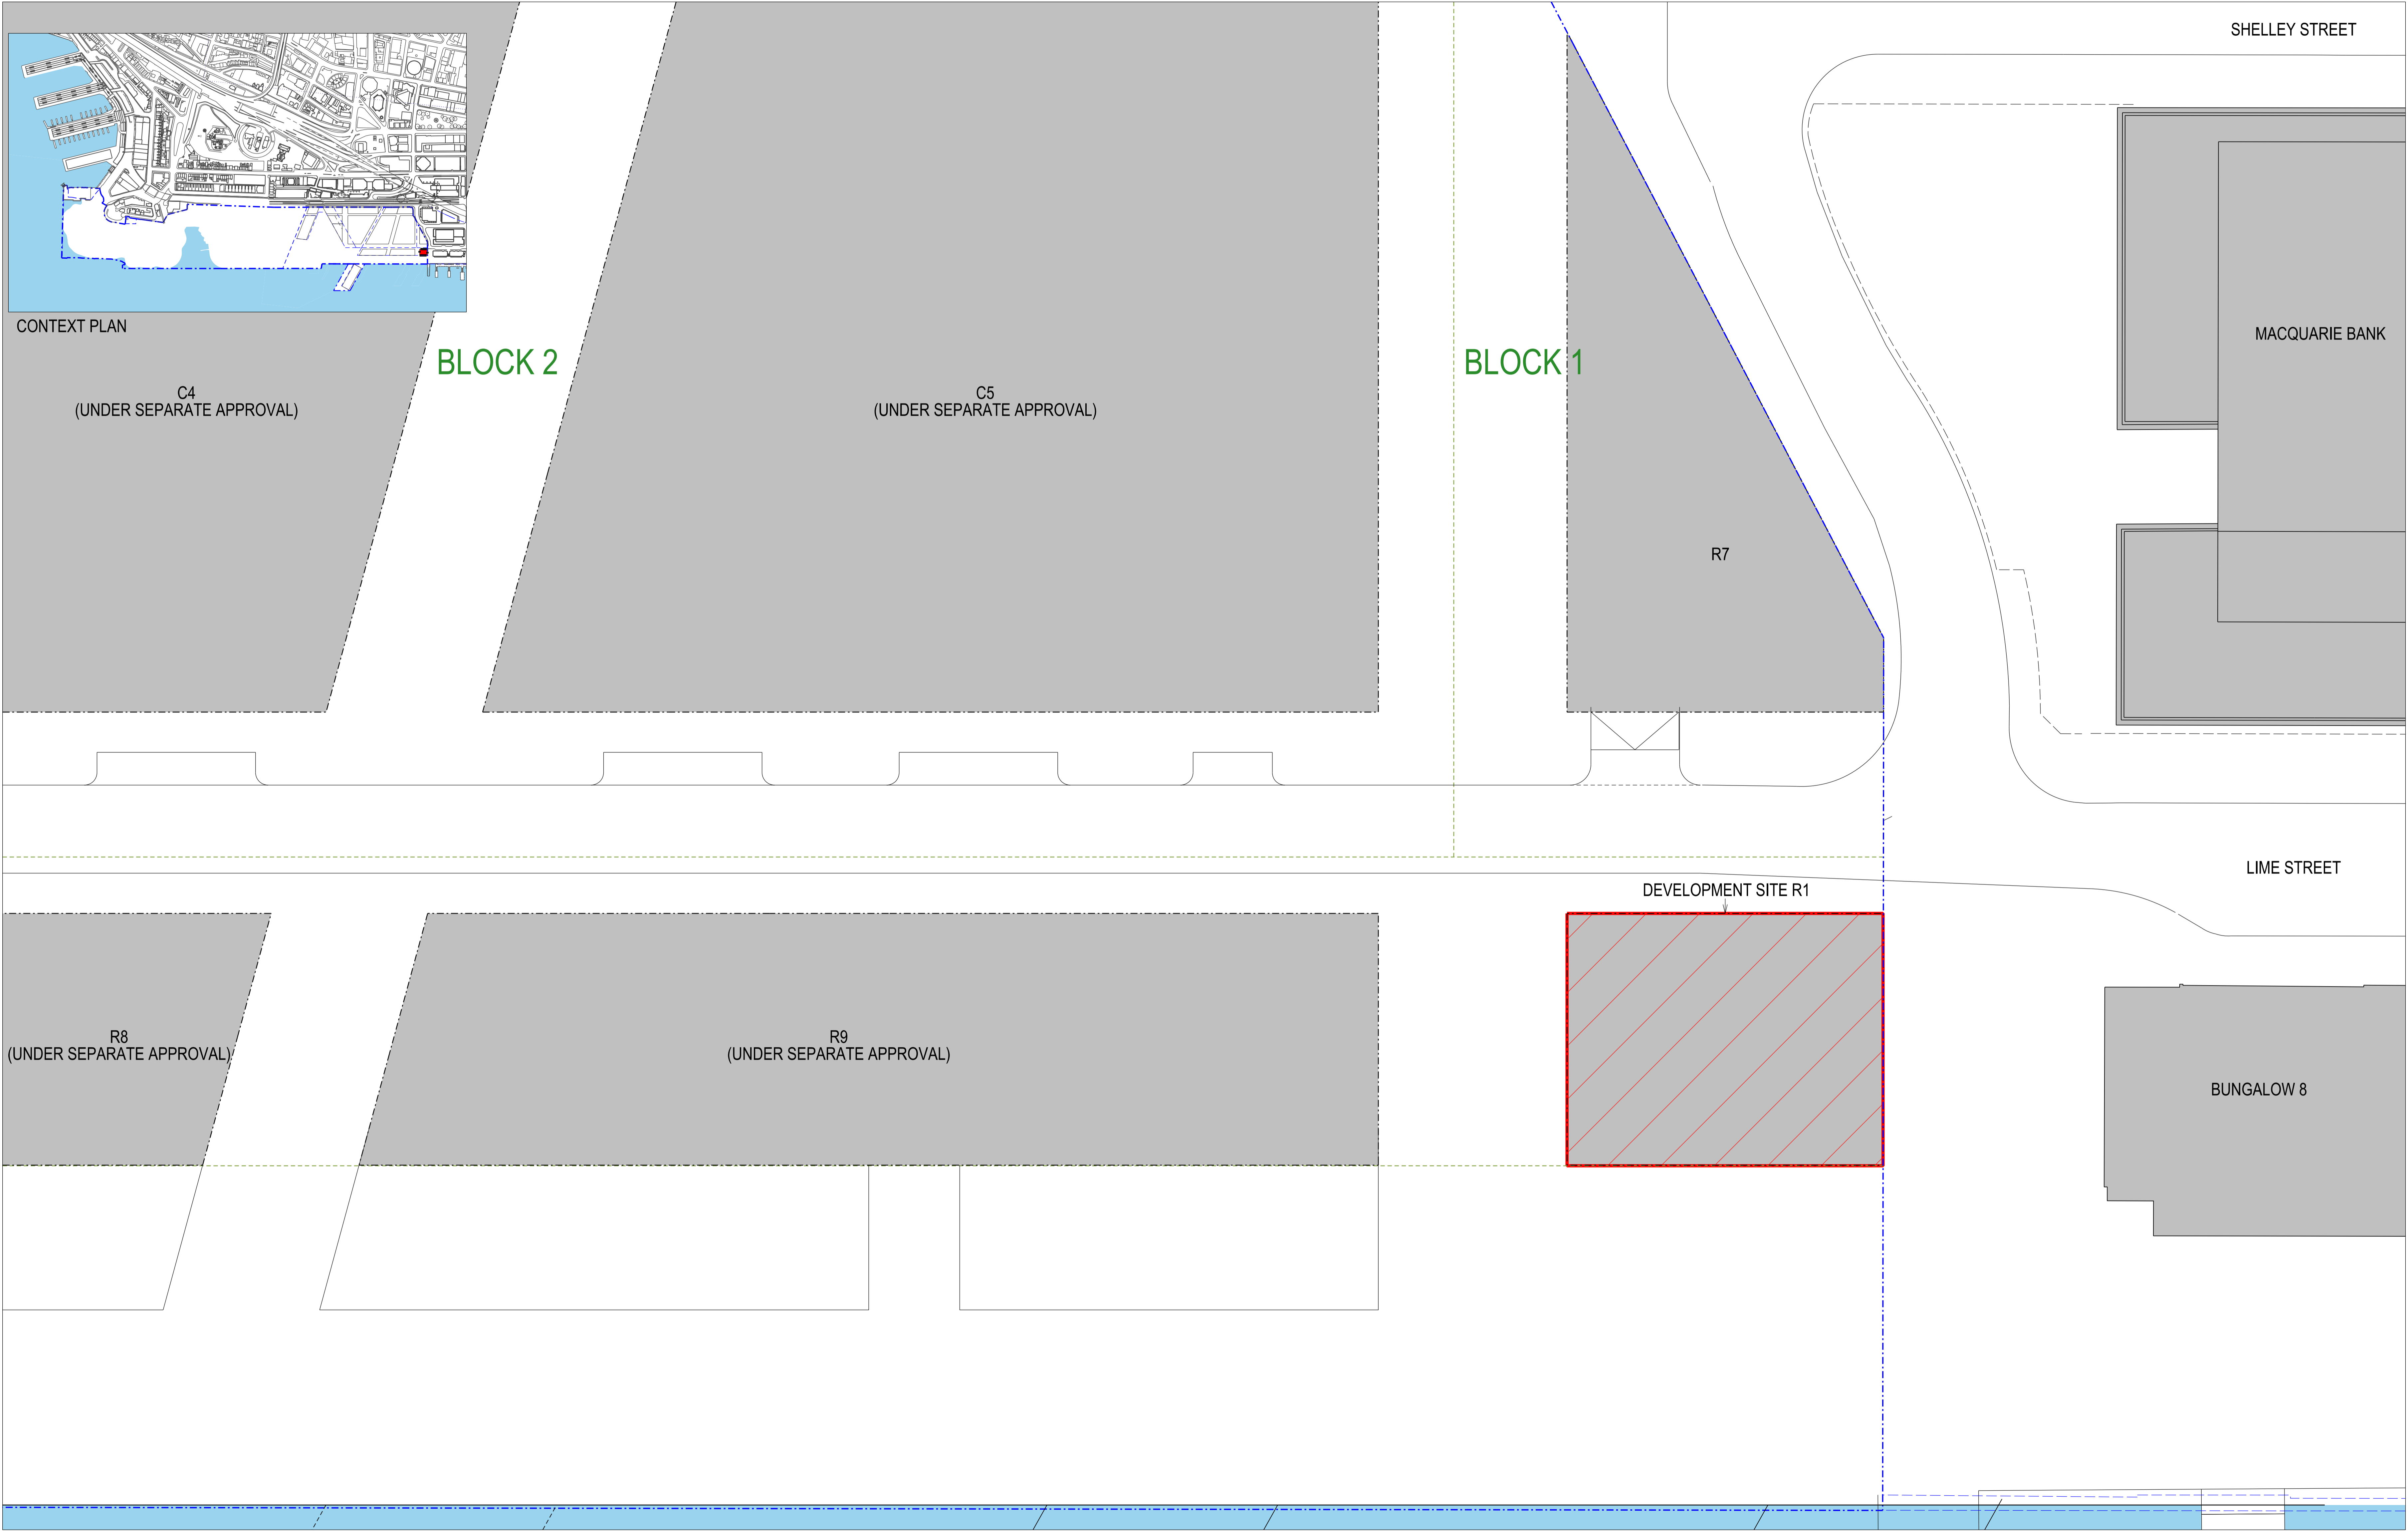 SHELLEY STREET
CONTEXT PLAN
MACQUARIE BANK
BLOCK 2
BLOCK 1
C4
(UNDER SEPARATE APPROVAL)
C5
(UNDER SEPARATE APPROVAL)
R7
LIME STREET
DEVELOPMENT SITE R1
R8
(UNDER SEPARATE APPROVAL)
R9
(UNDER SEPARATE APPROVAL)
BUNGALOW 8